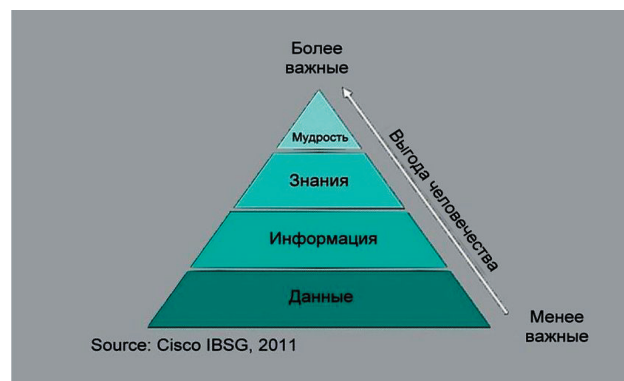 Более
важные
Мудрость
Знания
Информация
Данные
Выгода человечества
Менее
важные
Source: Cisco IBSG, 2011